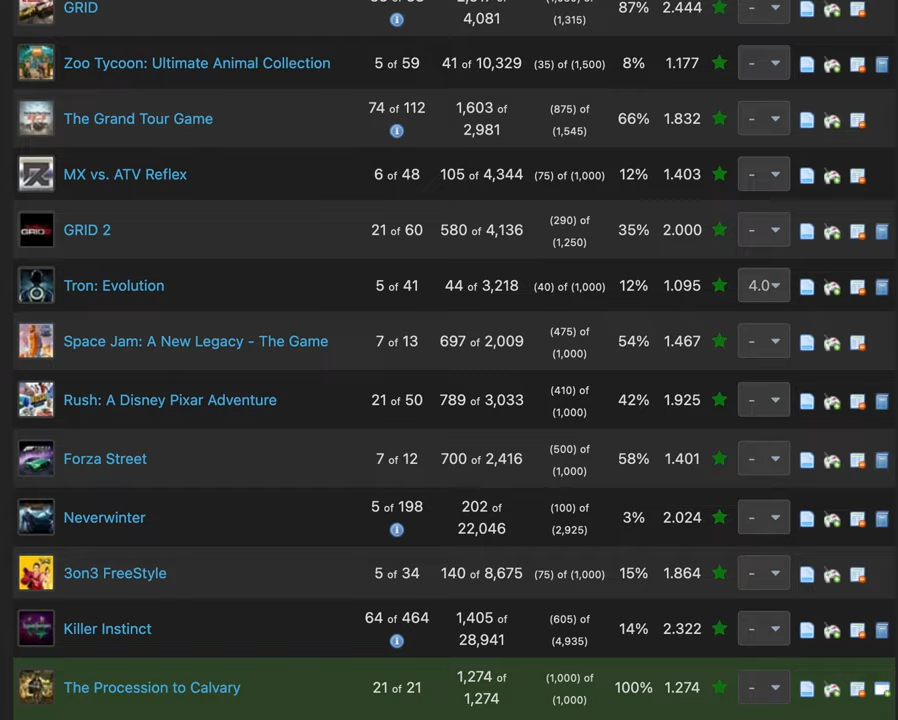 GRID 4,081 (1,315) 87% 2.444 -
Zoo Tycoon: Ultimate Animal Collection 5 of 59 41 of 10,329 (35) of (1,500) 8% 1.177 -
The Grand Tour Game 74 of 112 1,603 of 2,981 (875) of (1,545) 66% 1.832 -
MX vs. ATV Reflex 6 of 48 105 of 4,344 (75) of (1,000) 12% 1.403 -
GRID 2 21 of 60 580 of 4,136 (290) of (1,250) 35% 2.000 -
Tron: Evolution 5 of 41 44 of 3,218 (40) of (1,000) 12% 1.095 4.0
Space Jam: A New Legacy - The Game 7 of 13 697 of 2,009 (475) of (1,000) 54% 1.467 -
Rush: A Disney Pixar Adventure 21 of 50 789 of 3,033 (410) of (1,000) 42% 1.925 -
Forza Street 7 of 12 700 of 2,416 (500) of (1,000) 58% 1.401 -
Neverwinter 5 of 198 202 of 22,046 (100) of (2,925) 3% 2.024 -
3on3 FreeStyle 5 of 34 140 of 8,675 (75) of (1,000) 15% 1.864 -
Killer Instinct 64 of 464 1,405 of 28,941 (605) of (4,935) 14% 2.322 -
The Procession to Calvary 21 of 21 1,274 of 1,274 (1,000) of (1,000) 100% 1.274 -